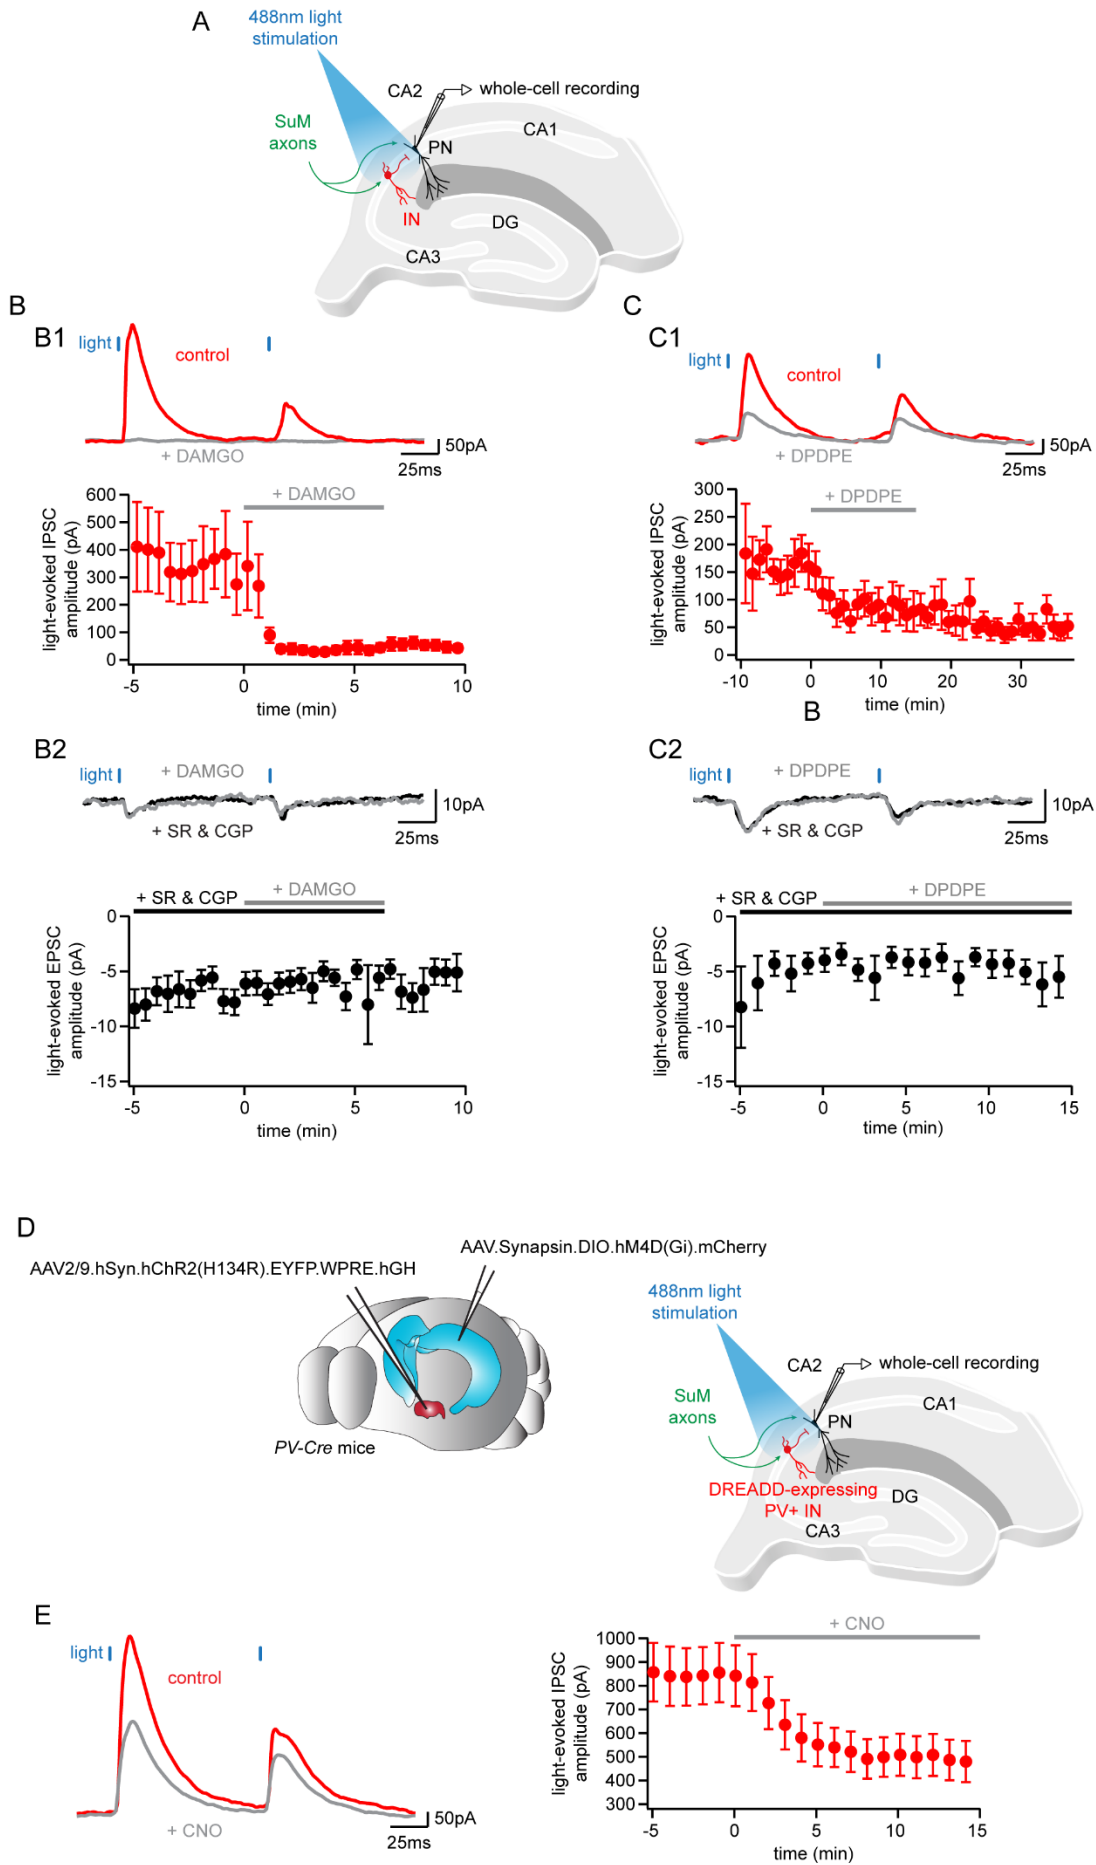 A
488nm light
stimulation
CA2
whole-cell recording
SuM
axons
PN
CA1
IN
DG
CA3
B
B1
light
control
+ DAMGO
50pA
25ms
+ DAMGO
light-evoked IPSC
amplitude (pA)
600
500
400
300
200
100
0
-5
0
5
10
time (min)
C
C1
light
control
+ DPDPE
50pA
25ms
+ DPDPE
light-evoked IPSC
amplitude (pA)
300
250
200
150
100
50
0
-10
0
10
20
30
time (min)
B
B2
light
+ DAMGO
+ SR & CGP
10pA
25ms
+ SR & CGP
+ DAMGO
light-evoked EPSC
amplitude (pA)
0
-5
-10
-15
-5
0
5
10
time (min)
C2
light
+ DPDPE
+ SR & CGP
10pA
25ms
+ SR & CGP
+ DPDPE
light-evoked EPSC
amplitude (pA)
0
-5
-10
-15
-5
0
5
10
15
time (min)
D
AAV.Synapsin.DIO.hM4D(Gi).mCherry
AAV2/9.hSyn.hChR2(H134R).EYFP.WPRE.hGH
PV-Cre mice
488nm light
stimulation
CA2
whole-cell recording
SuM
axons
PN
CA1
DREADD-expressing
PV+ IN
DG
CA3
E
light
control
+ CNO
50pA
25ms
+ CNO
light-evoked IPSC
amplitude (pA)
1000
900
800
700
600
500
400
300
-5
0
5
10
15
time (min)